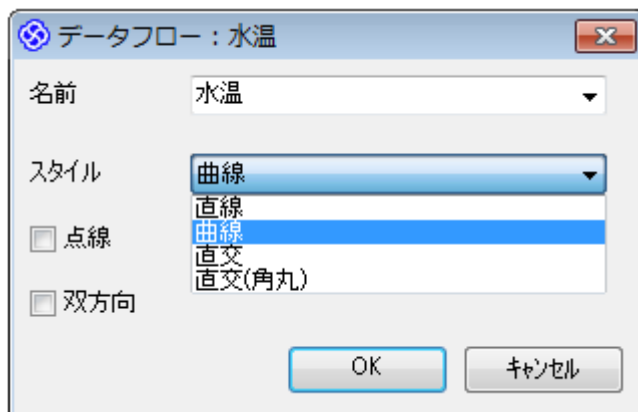 データフロー：水温
名前
水温
スタイル
曲線
直線
曲線
直交
直交(角丸)
点線
双方向
OK
キャンセル